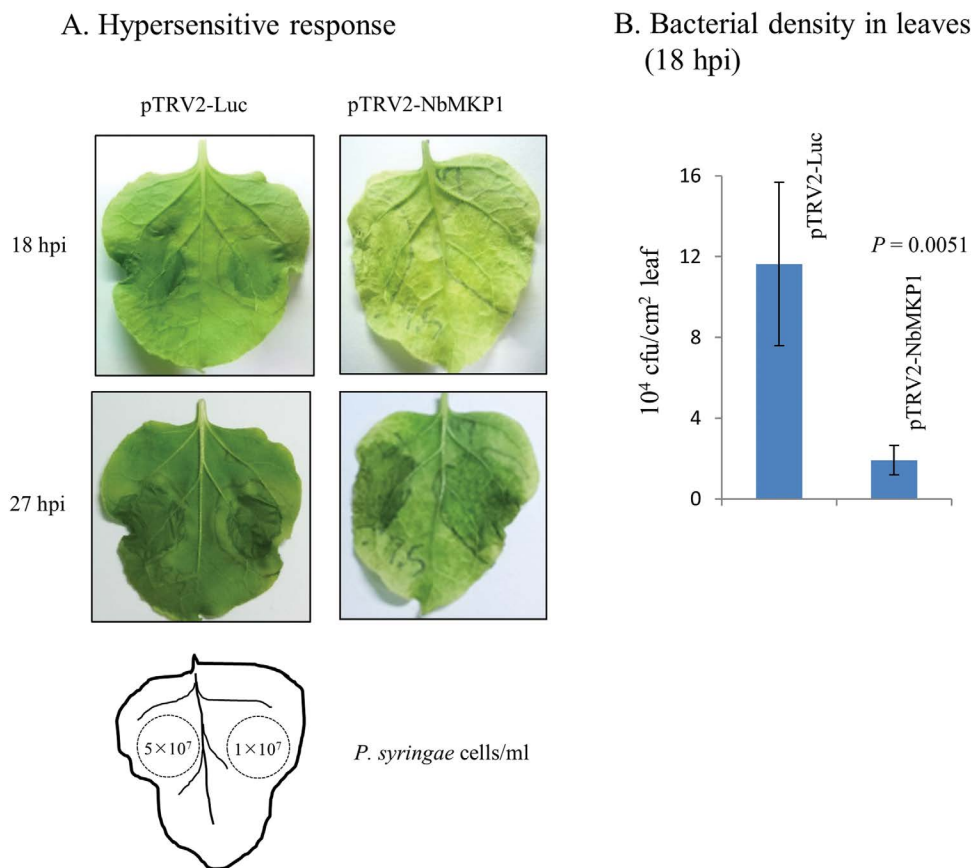 A. Hypersensitive response
pTRV2-Luc
pTRV2-NbMKP1
18 hpi
27 hpi
5×10⁷
1×10⁷
P. syringae cells/ml
B. Bacterial density in leaves
(18 hpi)
10⁴ cfu/cm² leaf
16
12
8
4
0
pTRV2-Luc
P = 0.0051
pTRV2-NbMKP1